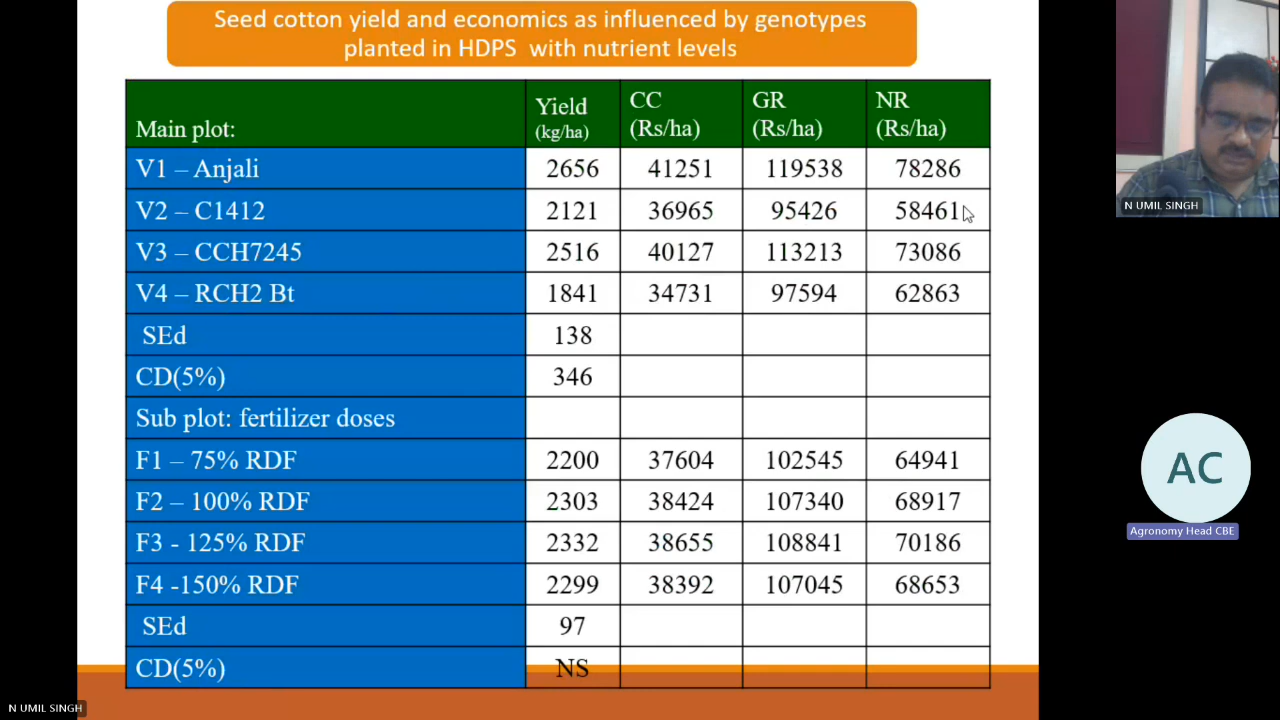 Seed cotton yield and economics as influenced by genotypes
planted in HDPS with nutrient levels
Main plot: Yield (kg/ha) CC (Rs/ha) GR (Rs/ha) NR (Rs/ha)
V1 – Anjali 2656 41251 119538 78286
V2 – C1412 2121 36965 95426 58461
V3 – CCH7245 2516 40127 113213 73086
V4 – RCH2 Bt 1841 34731 97594 62863
SEd 138
CD(5%) 346
Sub plot: fertilizer doses
F1 – 75% RDF 2200 37604 102545 64941
F2 – 100% RDF 2303 38424 107340 68917
F3 - 125% RDF 2332 38655 108841 70186
F4 -150% RDF 2299 38392 107045 68653
SEd 97
CD(5%) NS
N UMIL SINGH
AC
Agronomy Head CBE
N UMIL SINGH